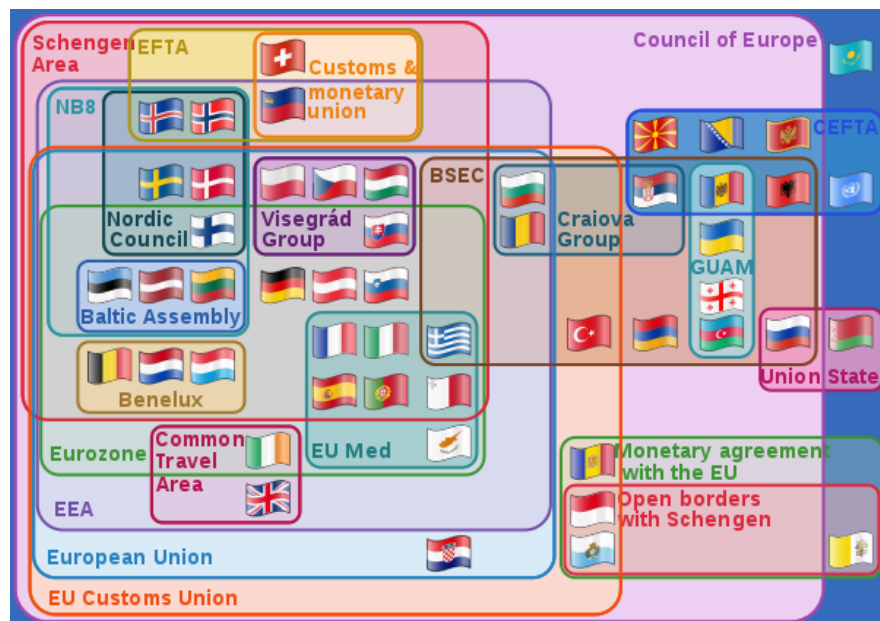 Schengen
Area
EFTA
Customs &
monetary
union
Council of Europe
NB8
CEFTA
BSEC
Nordic
Council
Visegrád
Group
Craiova
Group
GUAM
Baltic Assembly
Union State
Benelux
Eurozone
Common
Travel
Area
EU Med
Monetary agreement
with the EU
EEA
Open borders
with Schengen
European Union
EU Customs Union